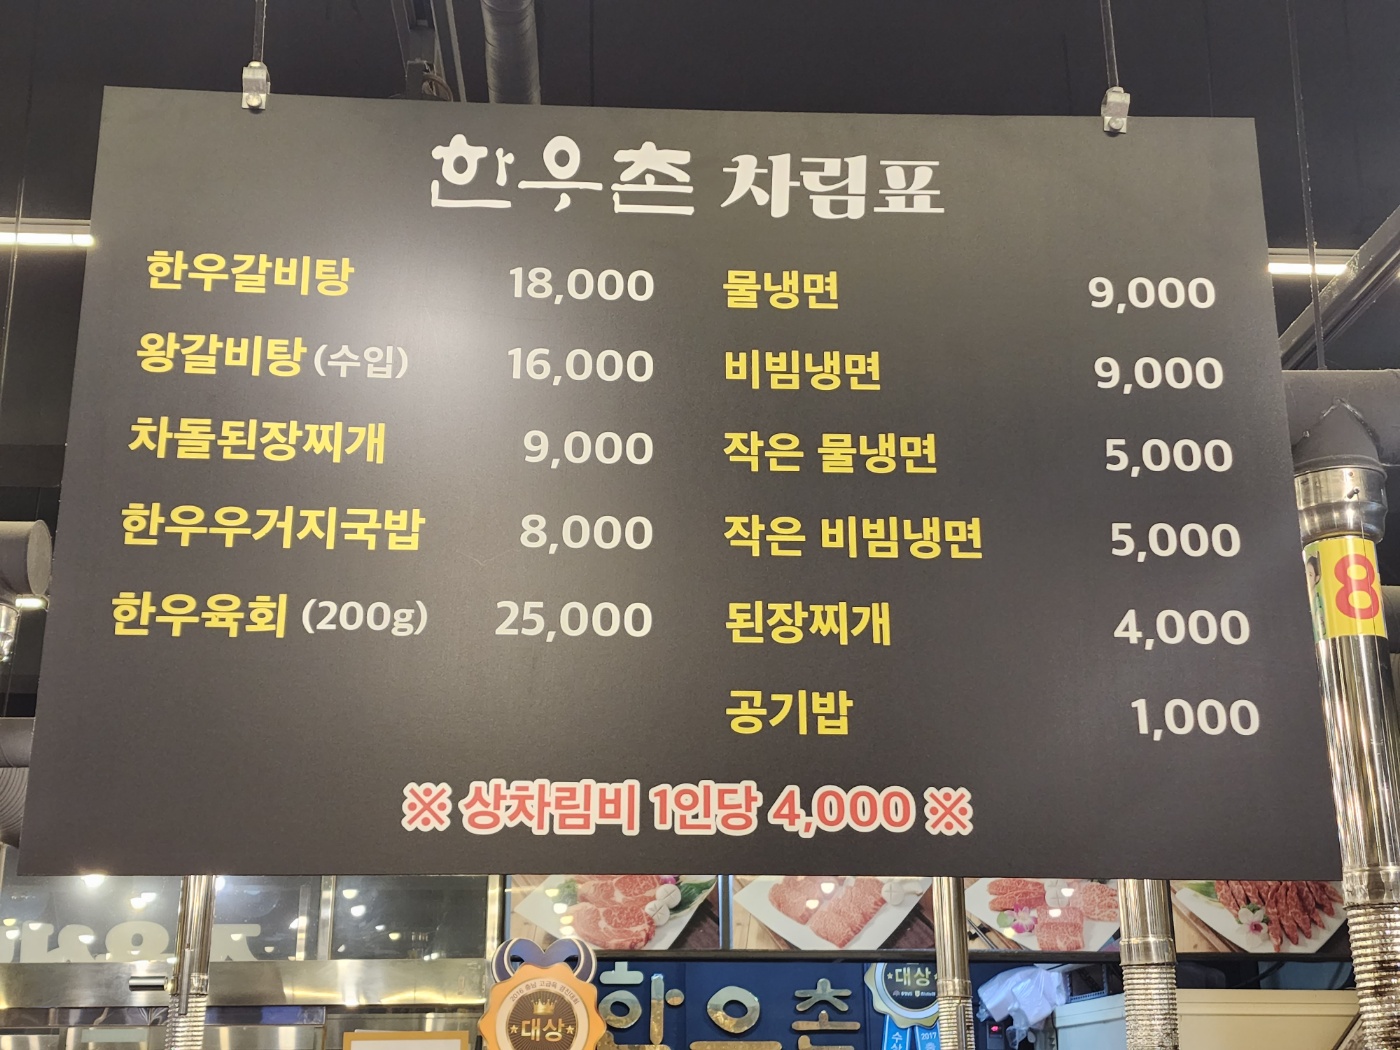 한우촌 차림표
한우갈비탕 18,000
왕갈비탕 (수입) 16,000
차돌된장찌개 9,000
한우우거지국밥 8,000
한우육회 (200g) 25,000
물냉면 9,000
비빔냉면 9,000
작은 물냉면 5,000
작은 비빔냉면 5,000
된장찌개 4,000
공기밥 1,000
※ 상차림비 1인당 4,000 ※
8
대상
한우촌
대상
2017